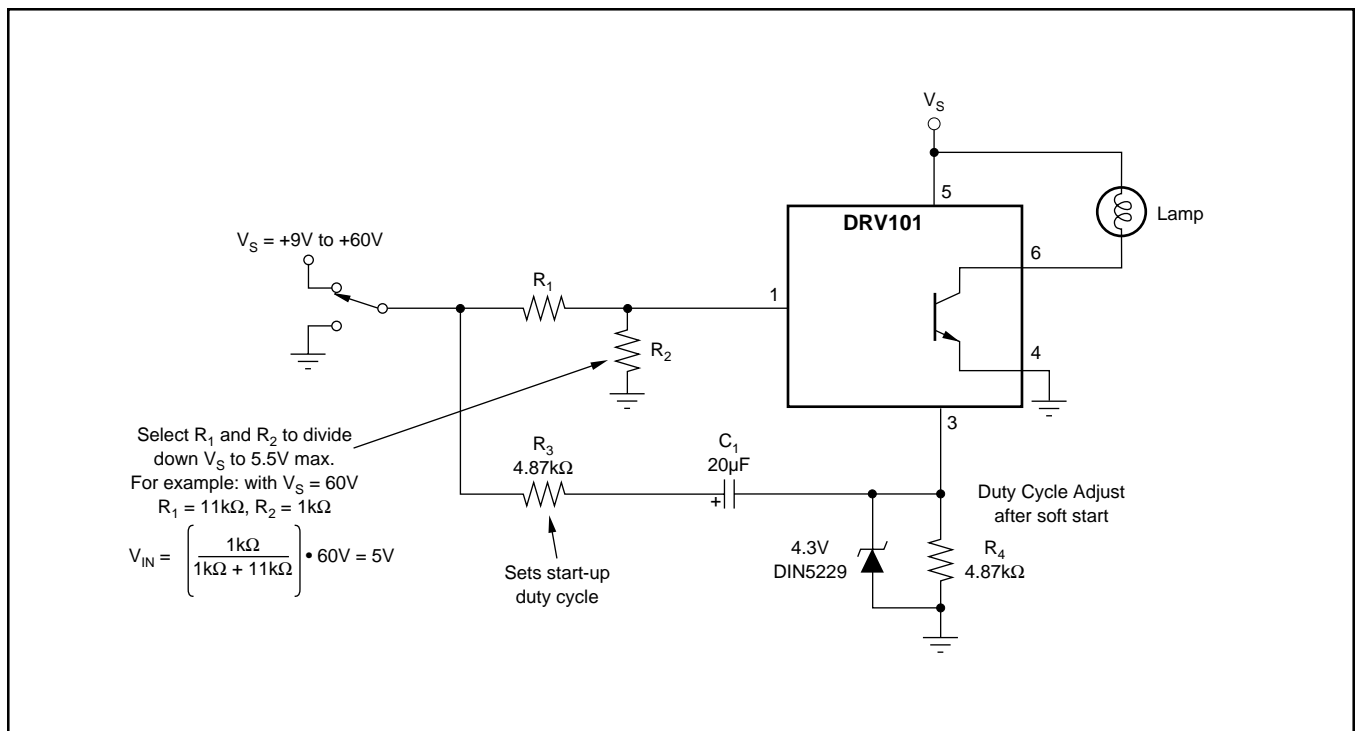 V_S
5
DRV101
Lamp
V_S = +9V to +60V
6
R_1
1
R_2
4
3
Select R_1 and R_2 to divide
down V_S to 5.5V max.
For example: with V_S = 60V
R_1 = 11kΩ, R_2 = 1kΩ
V_IN = (1kΩ / 1kΩ + 11kΩ) • 60V = 5V
R_3
4.87kΩ
Sets start-up
duty cycle
C_1
20µF
+
4.3V
DIN5229
Duty Cycle Adjust
after soft start
R_4
4.87kΩ